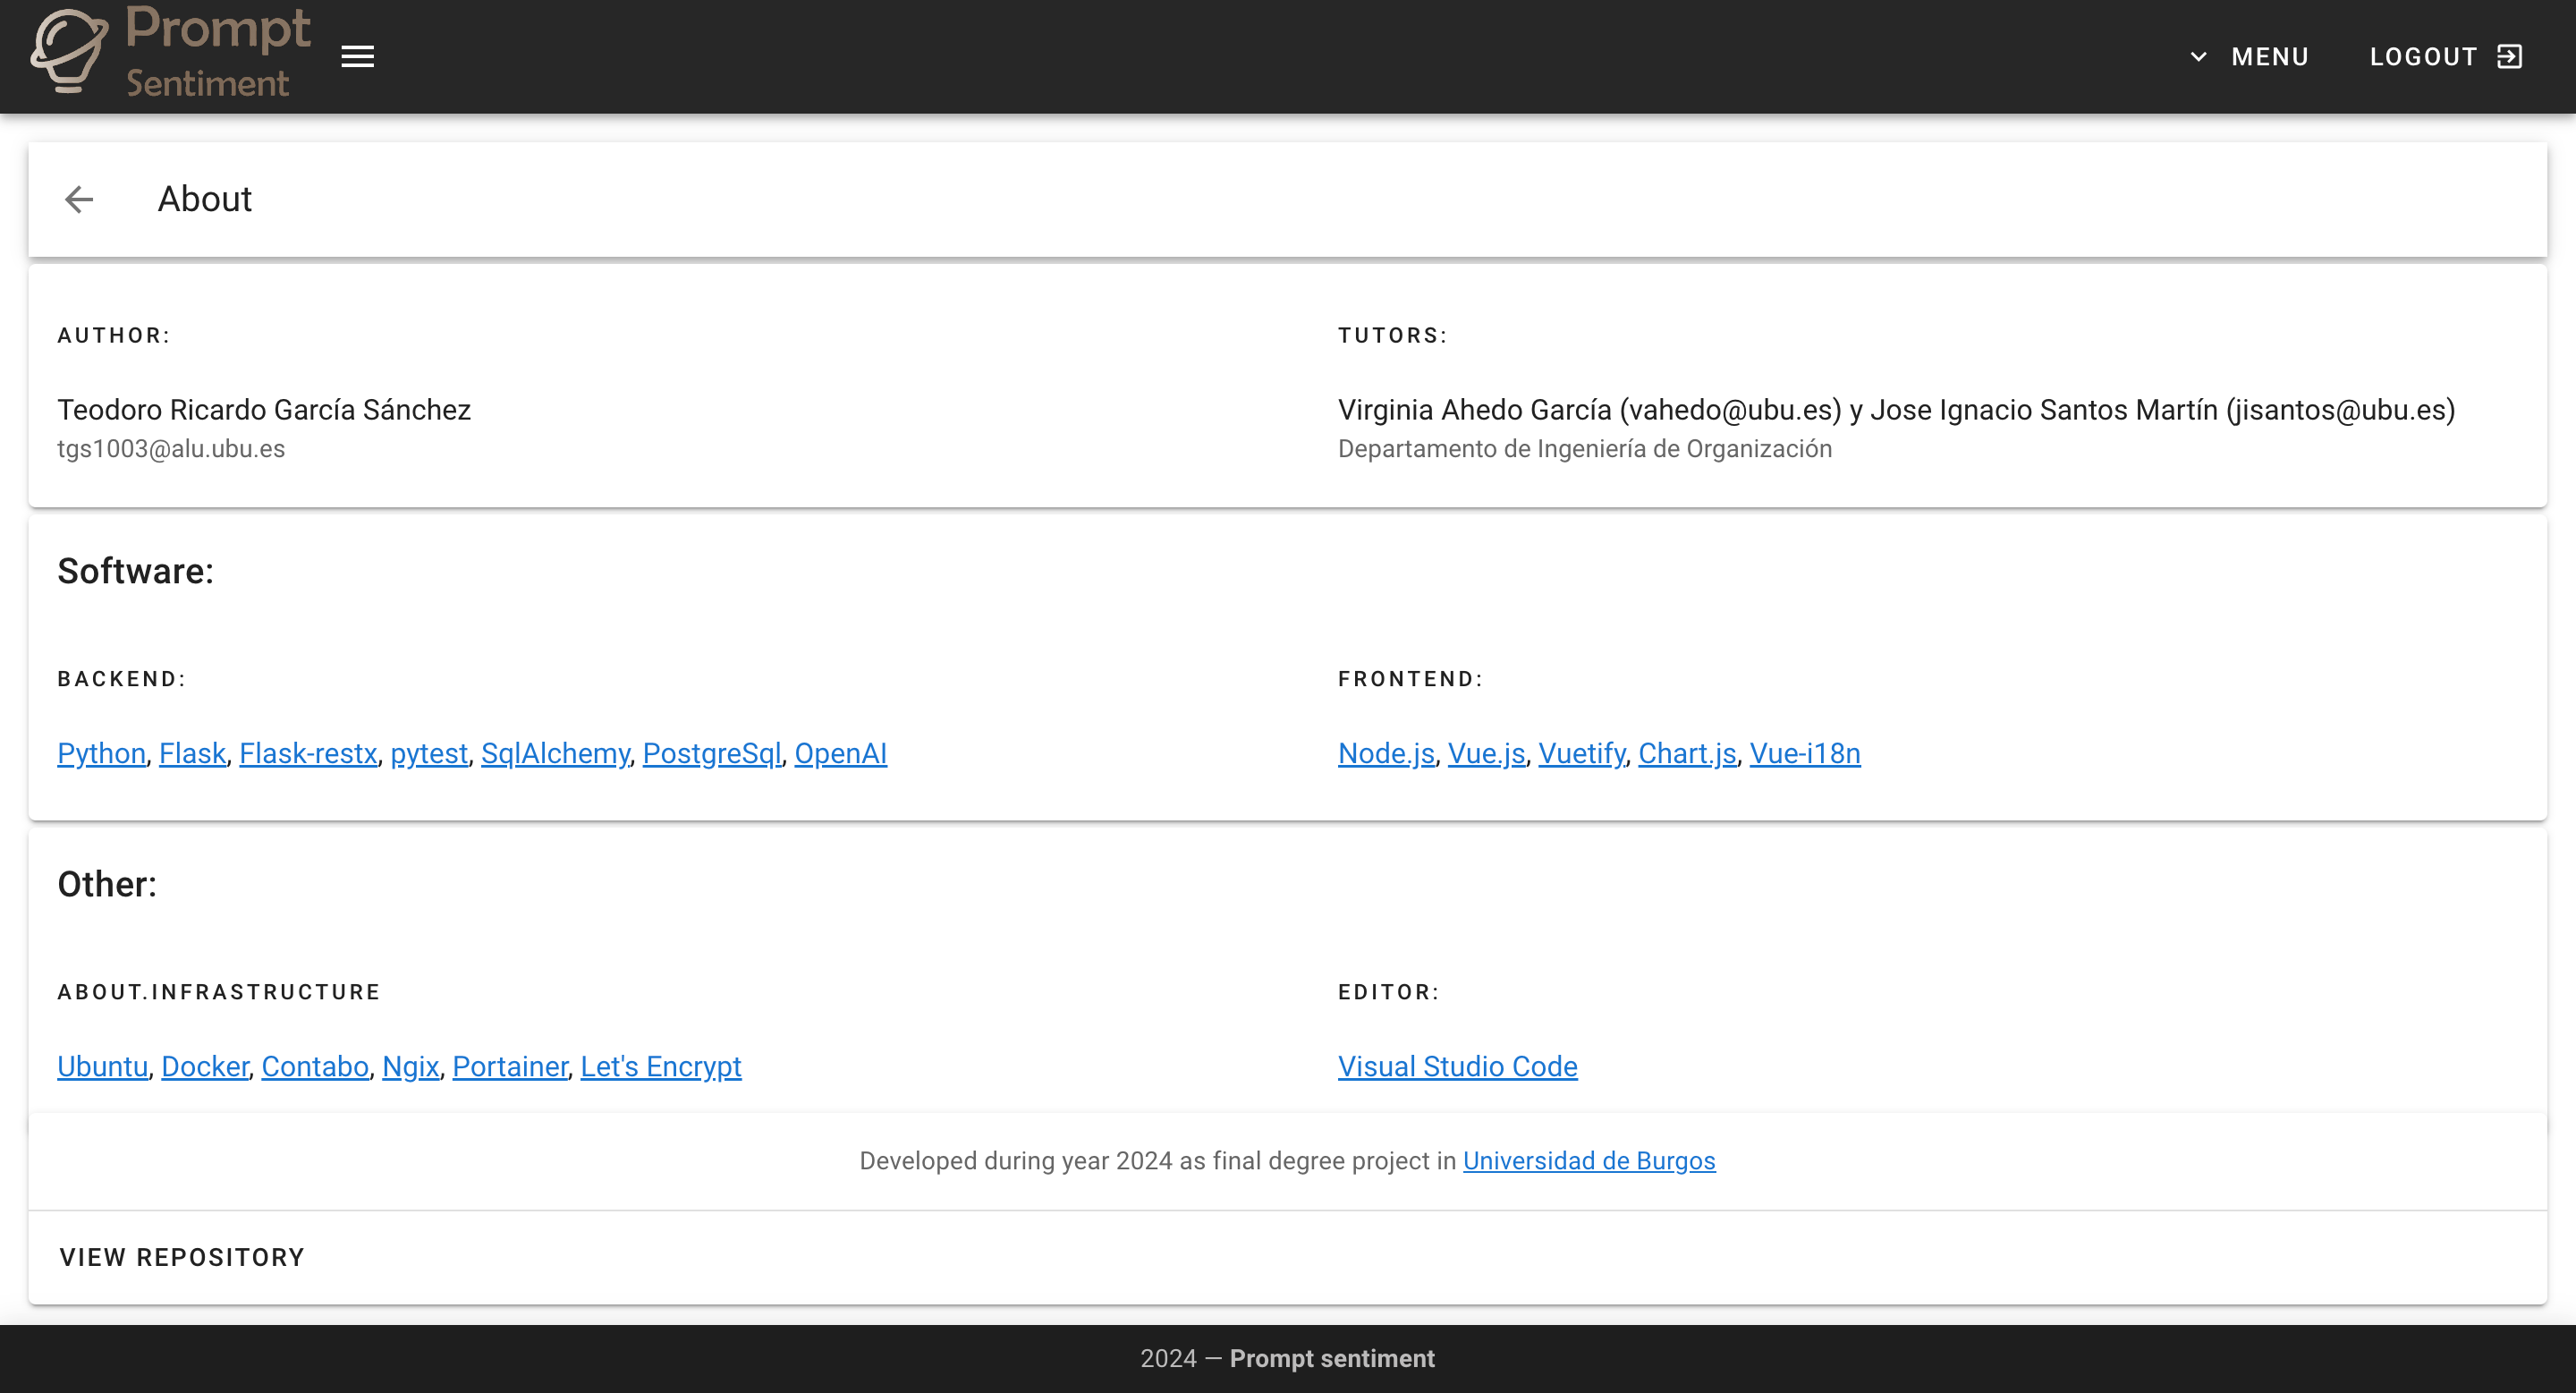 Prompt
Sentiment
MENU
LOGOUT
About
AUTHOR:
Teodoro Ricardo García Sánchez
tgs1003@alu.ubu.es
TUTORS:
Virginia Ahedo García (vahedo@ubu.es) y Jose Ignacio Santos Martín (jisantos@ubu.es)
Departamento de Ingeniería de Organización
Software:
BACKEND:
Python, Flask, Flask-restx, pytest, SqlAlchemy, PostgreSql, OpenAI
FRONTEND:
Node.js, Vue.js, Vuetify, Chart.js, Vue-i18n
Other:
ABOUT.INFRASTRUCTURE
Ubuntu, Docker, Contabo, Ngix, Portainer, Let's Encrypt
EDITOR:
Visual Studio Code
Developed during year 2024 as final degree project in Universidad de Burgos
VIEW REPOSITORY
2024 — Prompt sentiment